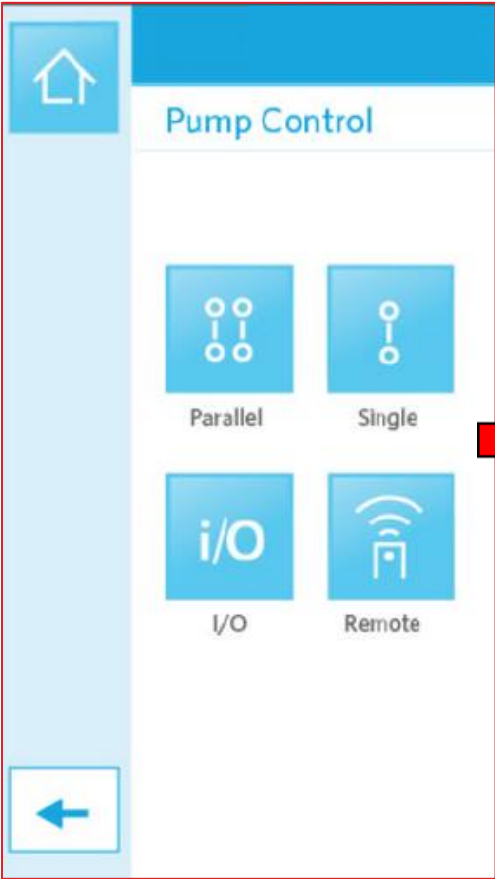 Pump Control
Parallel
Single
i/O
I/O
Remote